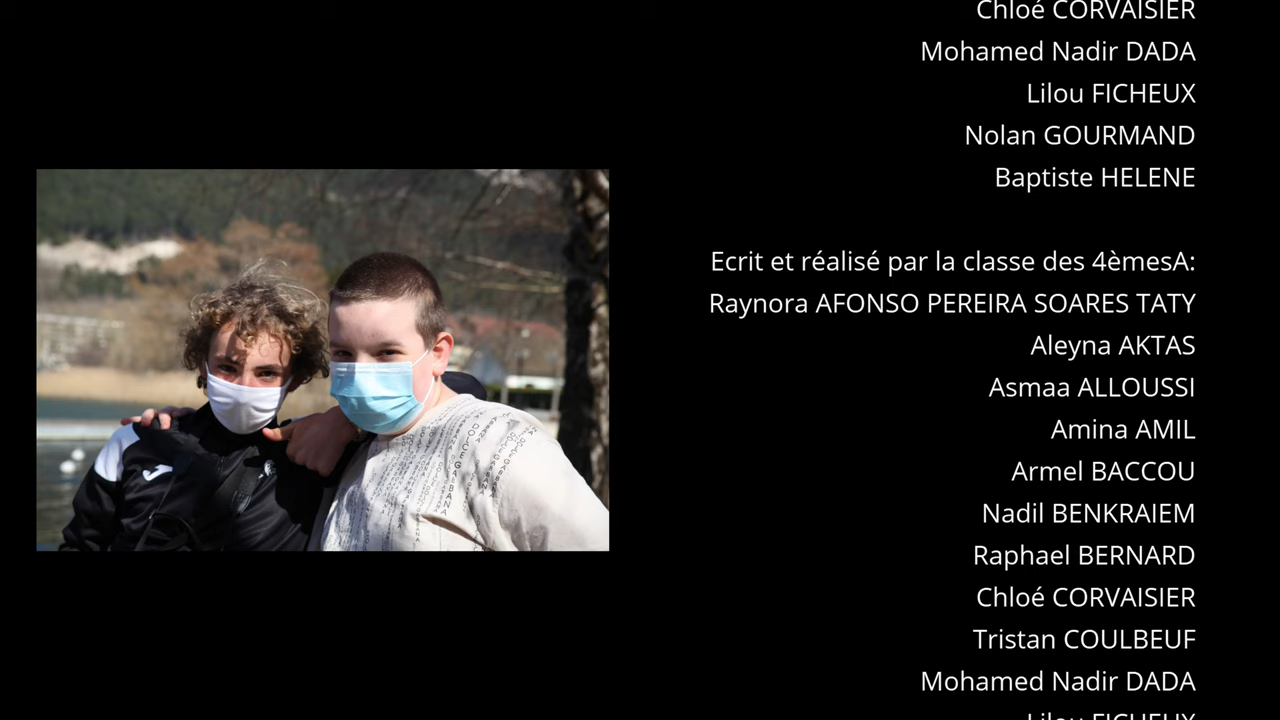 Chloé CORVAISIER
Mohamed Nadir DADA
Lilou FICHEUX
Nolan GOURMAND
Baptiste HELENE
Ecrit et réalisé par la classe des 4èmesA:
Raynora AFONSO PEREIRA SOARES TATY
Aleyna AKTAS
Asmaa ALLOUSSI
Amina AMIL
Armel BACCOU
Nadil BENKRAIEM
Raphael BERNARD
Chloé CORVAISIER
Tristan COULBEUF
Mohamed Nadir DADA
Lilou FICHEUX